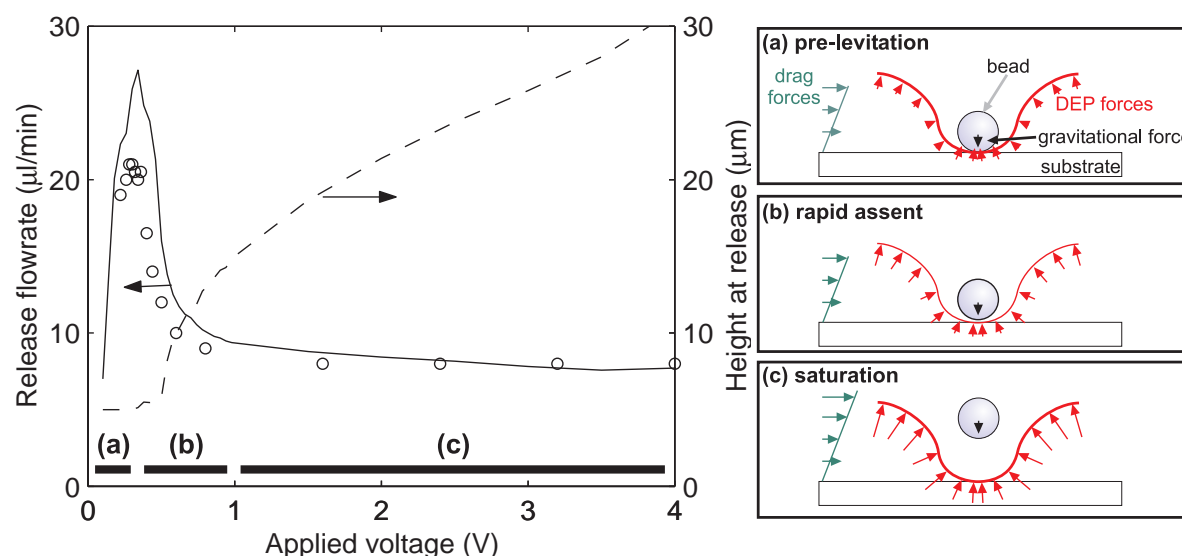 30
20
10
0
Release flowrate (μl/min)
(a)
(b)
(c)
0
1
2
3
4
Applied voltage (V)
30
20
10
0
Height at release (μm)
(a) pre-levitation
bead
drag
forces
DEP forces
gravitational force
substrate
(b) rapid assent
(c) saturation